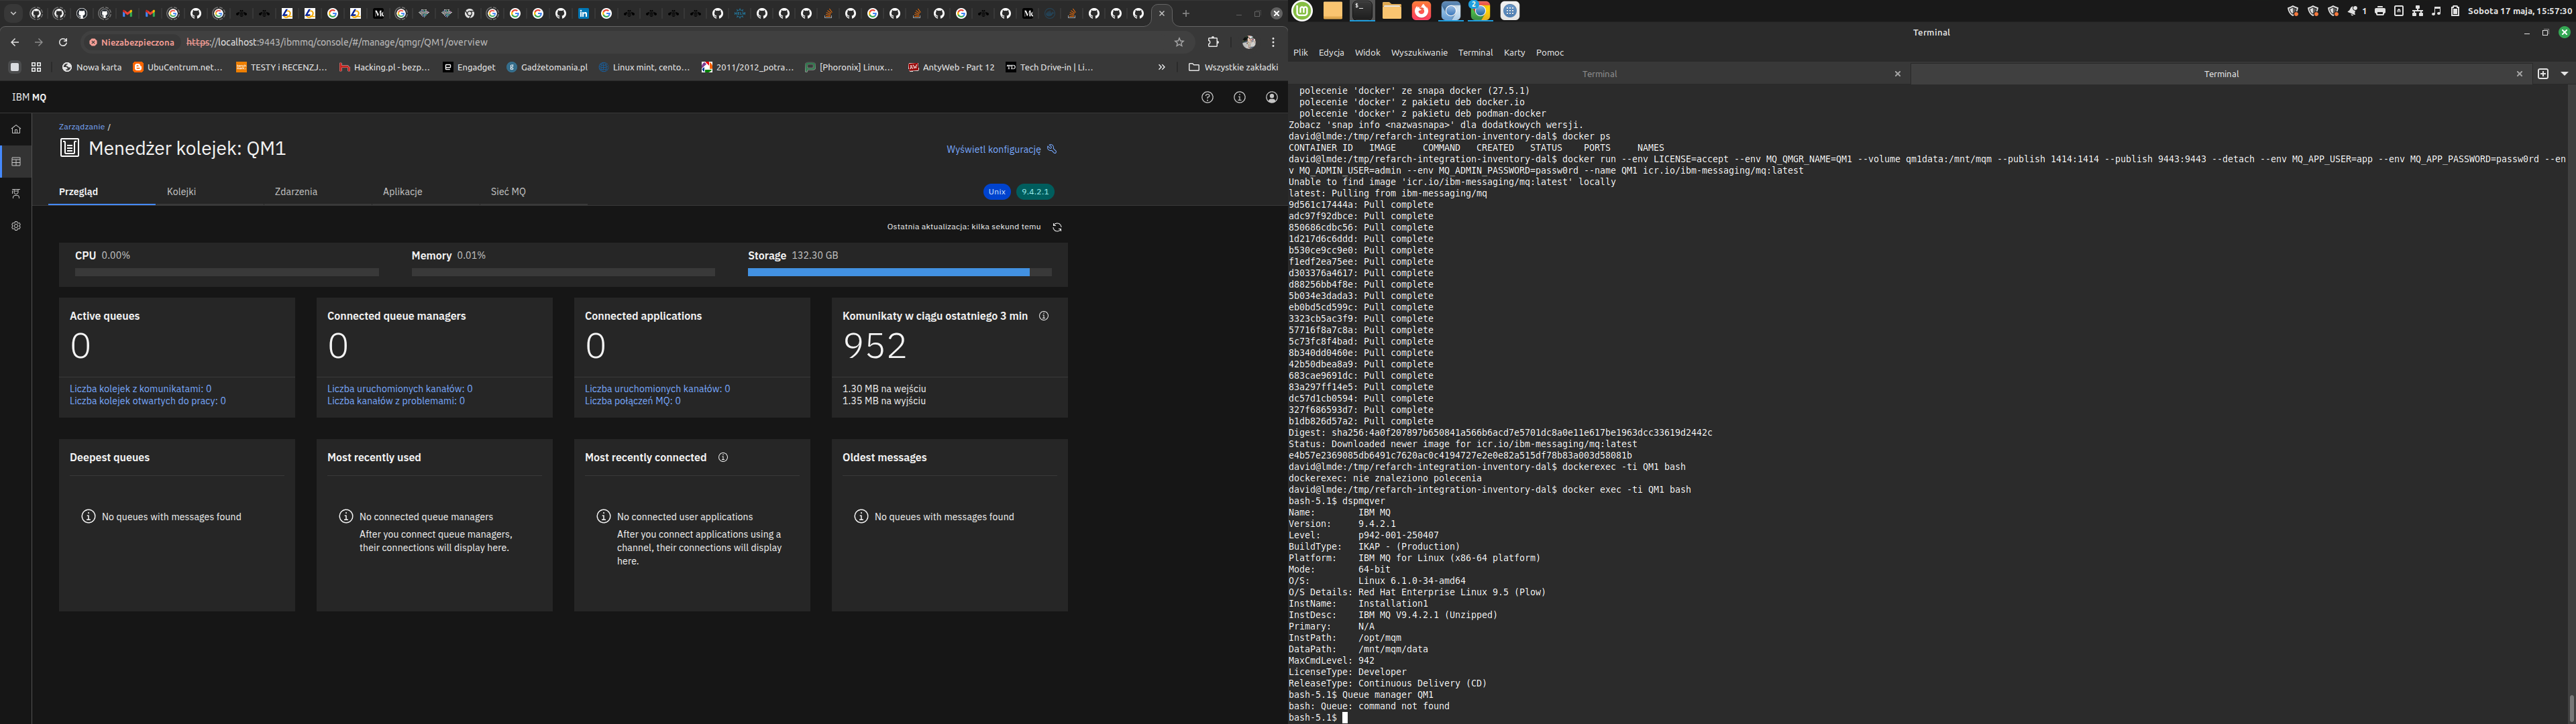 Niezabezpieczona
https://localhost:9443/ibmmq/console/#/manage/qmgr/QM1/overview
Nowa karta
UbuCentrum.net...
TESTY i RECENZJ...
Hacking.pl - bezp...
Engadget
Gadżetomania.pl
Linux mint, cento...
2011/2012_potra...
[Phoronix] Linux...
AntyWeb - Part 12
Tech Drive-in | Li...
»
Wszystkie zakładki
IBM MQ
Zarządzanie /
Menedżer kolejek: QM1
Wyświetl konfigurację
Przegląd
Kolejki
Zdarzenia
Aplikacje
Sieć MQ
Unix
9.4.2.1
Ostatnia aktualizacja: kilka sekund temu
CPU 0.00%
Memory 0.01%
Storage 132.30 GB
Active queues
0
Liczba kolejek z komunikatami: 0
Liczba kolejek otwartych do pracy: 0
Connected queue managers
0
Liczba uruchomionych kanałów: 0
Liczba kanałów z problemami: 0
Connected applications
0
Liczba uruchomionych kanałów: 0
Liczba połączeń MQ: 0
Komunikaty w ciągu ostatniego 3 min
952
1.30 MB na wejściu
1.35 MB na wyjściu
Deepest queues
No queues with messages found
Most recently used
No connected queue managers
After you connect queue managers,
their connections will display here.
Most recently connected
No connected user applications
After you connect applications using a
channel, their connections will display
here.
Oldest messages
No queues with messages found
2
1
Sobota 17 maja, 15:57:30
Terminal
Plik Edycja Widok Wyszukiwanie Terminal Karty Pomoc
Terminal
Terminal
polecenie 'docker' ze snapa docker (27.5.1)
polecenie 'docker' z pakietu deb docker.io
polecenie 'docker' z pakietu deb podman-docker
Zobacz 'snap info <nazwasnapa>' dla dodatkowych wersji.
david@lmde:/tmp/refarch-integration-inventory-dal$ docker ps
CONTAINER ID   IMAGE     COMMAND   CREATED   STATUS    PORTS     NAMES
david@lmde:/tmp/refarch-integration-inventory-dal$ docker run --env LICENSE=accept --env MQ_QMGR_NAME=QM1 --volume qm1data:/mnt/mqm --publish 1414:1414 --publish 9443:9443 --detach --env MQ_APP_USER=app --env MQ_APP_PASSWORD=passw0rd --en
v MQ_ADMIN_USER=admin --env MQ_ADMIN_PASSWORD=passw0rd --name QM1 icr.io/ibm-messaging/mq:latest
Unable to find image 'icr.io/ibm-messaging/mq:latest' locally
latest: Pulling from ibm-messaging/mq
9d561c17444a: Pull complete
adc97f92dbce: Pull complete
850686cdbc56: Pull complete
1d217d6c6ddd: Pull complete
b530ce9cc9e0: Pull complete
f1edf2ea75ee: Pull complete
d303376a4617: Pull complete
d88256bb4f8e: Pull complete
5b034e3dada3: Pull complete
eb0bd5cd599c: Pull complete
3323cb5ac3f9: Pull complete
57716f8a7c8a: Pull complete
5c73fc8f4bad: Pull complete
8b340dd0460e: Pull complete
42b50dbea8a9: Pull complete
683cae9691dc: Pull complete
83a297ff14e5: Pull complete
dc57d1cb0594: Pull complete
327f686593d7: Pull complete
b1db826d57a2: Pull complete
Digest: sha256:4a0f207897b650841a566b6acd7e5701dc8a0e11e617be1963dcc33619d2442c
Status: Downloaded newer image for icr.io/ibm-messaging/mq:latest
e4b57e2369085db6491c7620ac0c4194727e2e0e82a515df78b83a003d58081b
david@lmde:/tmp/refarch-integration-inventory-dal$ dockerexec -ti QM1 bash
dockerexec: nie znaleziono polecenia
david@lmde:/tmp/refarch-integration-inventory-dal$ docker exec -ti QM1 bash
bash-5.1$ dspmqver
Name:        IBM MQ
Version:     9.4.2.1
Level:       p942-001-250407
BuildType:   IKAP - (Production)
Platform:    IBM MQ for Linux (x86-64 platform)
Mode:        64-bit
O/S:         Linux 6.1.0-34-amd64
O/S Details: Red Hat Enterprise Linux 9.5 (Plow)
InstName:    Installation1
InstDesc:    IBM MQ V9.4.2.1 (Unzipped)
Primary:     N/A
InstPath:    /opt/mqm
DataPath:    /mnt/mqm/data
MaxCmdLevel: 942
LicenseType: Developer
ReleaseType: Continuous Delivery (CD)
bash-5.1$ Queue manager QM1
bash: Queue: command not found
bash-5.1$